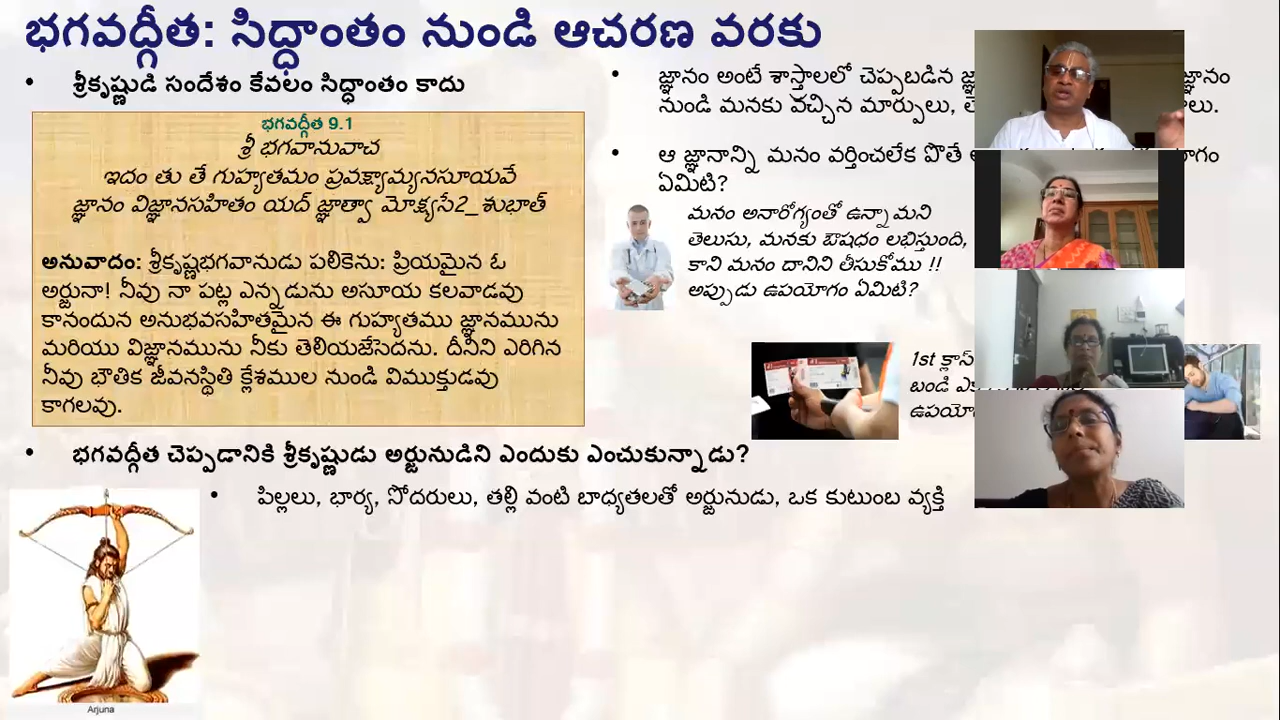 భగవద్గీత: సిద్ధాంతం నుండి ఆచరణ వరకు
• శ్రీకృష్ణుడి సందేశం కేవలం సిద్ధాంతం కాదు
భగవద్గీత 9.1
శ్రీ భగవానువాచ
ఇదం తు తే గుహ్యతమం ప్రవక్ష్యామ్యనసూయవే
జ్ఞానం విజ్ఞానసహితం యద్ జ్ఞాత్వా మోక్ష్యసే2_శుభాత్
అనువాదం: శ్రీకృష్ణభగవానుడు పలికెను: ప్రియమైన ఓ
అర్జునా! నీవు నా పట్ల ఎన్నడును అసూయ కలవాడవు
కానందున అనుభవసహితమైన ఈ గుహ్యతము జ్ఞానమును
మరియు విజ్ఞానమును నీకు తెలియజేసెదను. దీనిని ఎరిగిన
నీవు భౌతిక జీవనస్థితి క్లేశముల నుండి విముక్తుడవు
కాగలవు.
• జ్ఞానం అంటే శాస్త్రాలలో చెప్పబడిన
నుండి మనకు వచ్చిన మార్పులు,
• ఆ జ్ఞానాన్ని మనం వర్తించలేక పొతే
ఏమిటి?
మనం అనారోగ్యంతో ఉన్నామని
తెలుసు, మనకు ఔషధం లభిస్తుంది,
కాని మనం దానిని తీసుకోము !!
అప్పుడు ఉపయోగం ఏమిటి?
1st క్లాస్
బండి
• భగవద్గీత చెప్పడానికి శ్రీకృష్ణుడు అర్జునుడిని ఎందుకు ఎంచుకున్నాడు?
• పిల్లలు, భార్య, సోదరులు, తల్లి వంటి బాధ్యతలతో అర్జునుడు, ఒక కుటుంబ వ్యక్తి
Arjuna